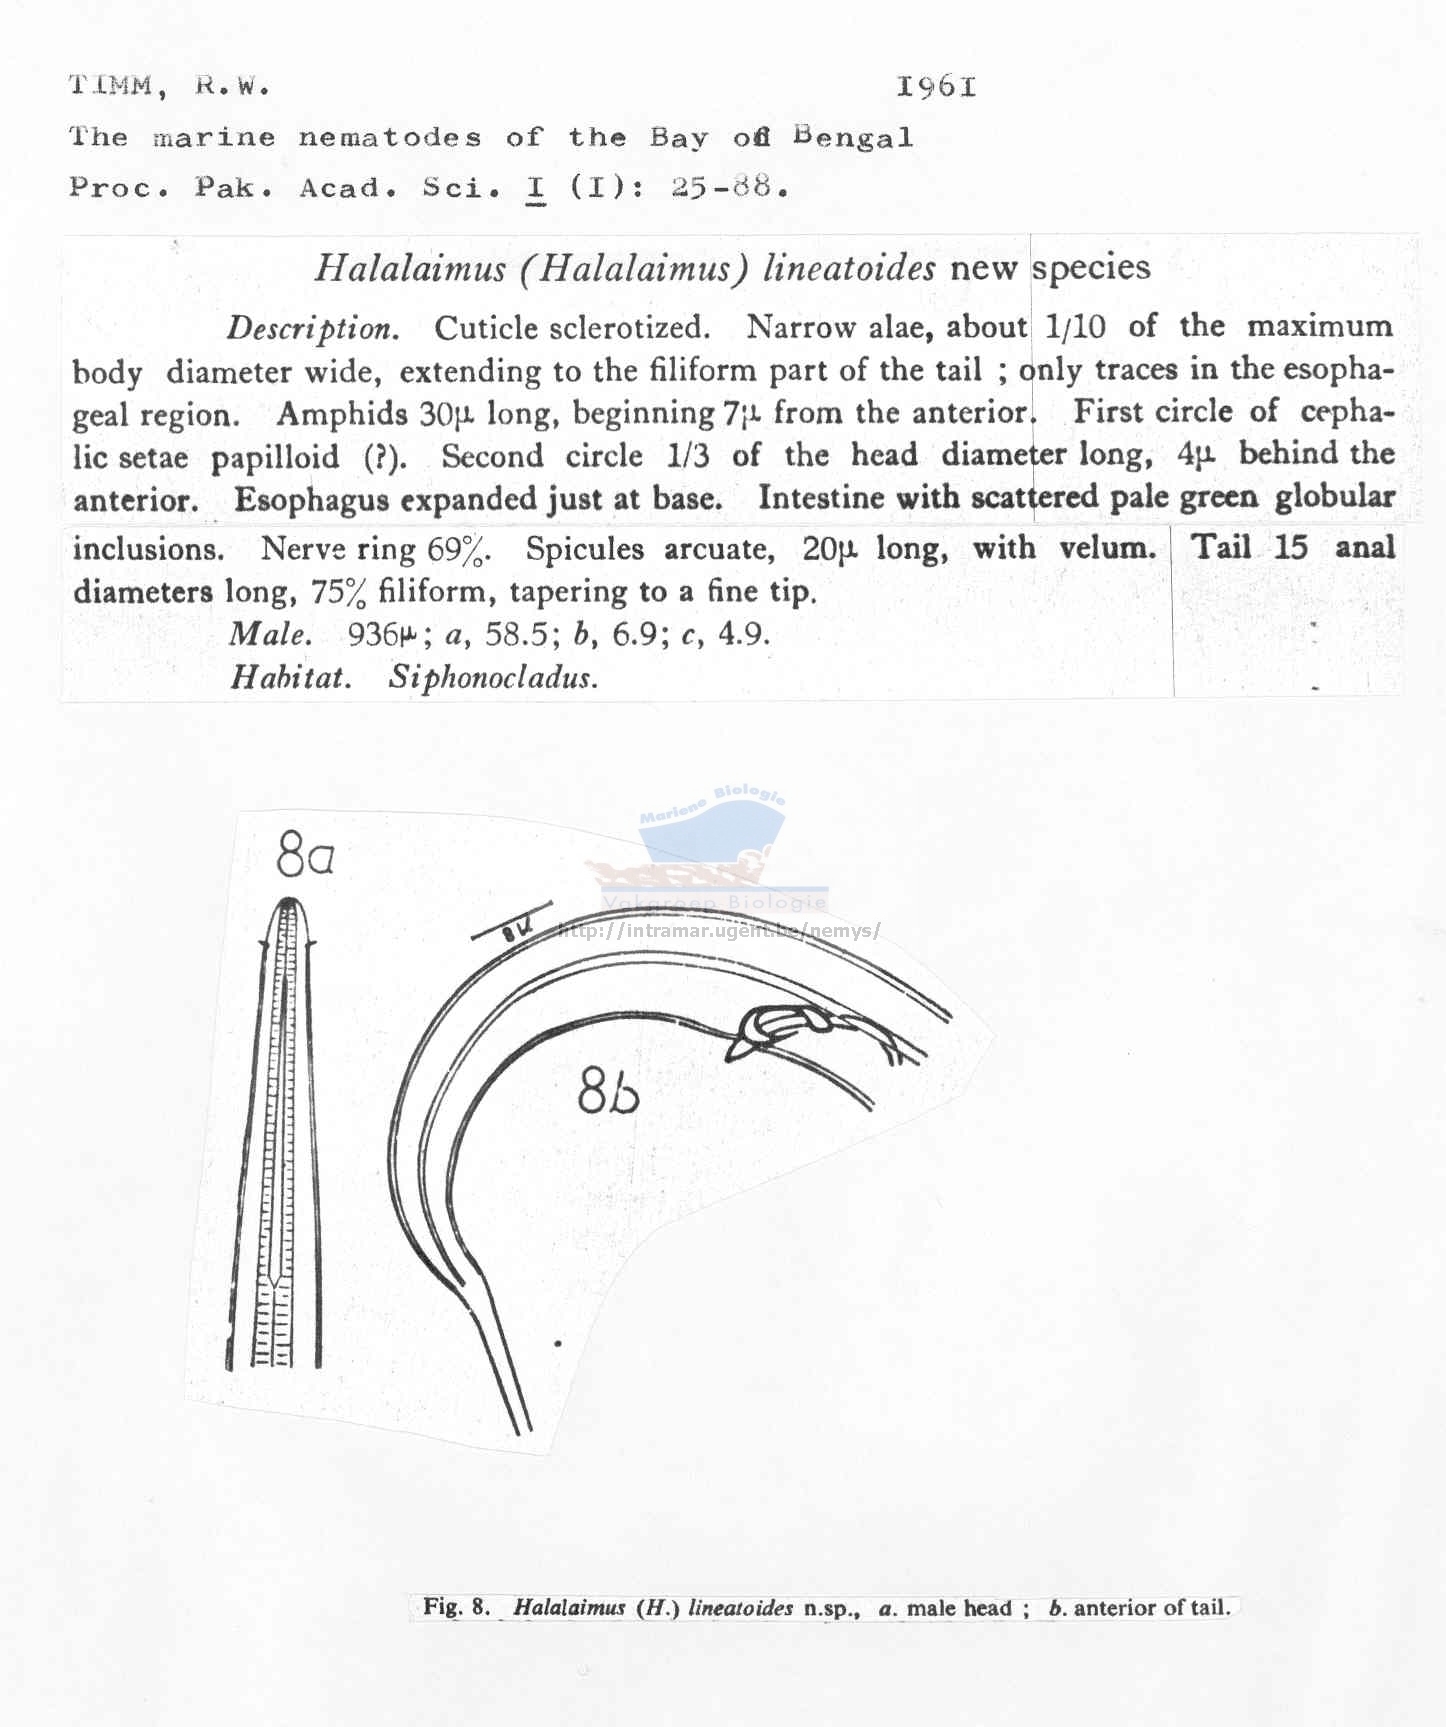 TIMM, R.W. I96I
The marine nematodes of the Bay of Bengal
Proc. Pak. Acad. Sci. I (I): 25-88.
Halalaimus (Halalaimus) lineatoides new species
Description. Cuticle sclerotized. Narrow alae, about 1/10 of the maximum
body diameter wide, extending to the filiform part of the tail ; only traces in the esopha-
geal region. Amphids 30μ long, beginning 7μ from the anterior. First circle of cepha-
lic setae papilloid (?). Second circle 1/3 of the head diameter long, 4μ behind the
anterior. Esophagus expanded just at base. Intestine with scattered pale green globular
inclusions. Nerve ring 69%. Spicules arcuate, 20μ long, with velum. Tail 15 anal
diameters long, 75% filiform, tapering to a fine tip.
Male. 936μ; a, 58.5; b, 6.9; c, 4.9.
Habitat. Siphonocladus.
Mariene Biologie
8a
Vakgroep Biologie
8μ
http://intramar.ugent.be/nemys/
8b
Fig. 8. Halalaimus (H.) lineatoides n.sp., a. male head ; b. anterior of tail.